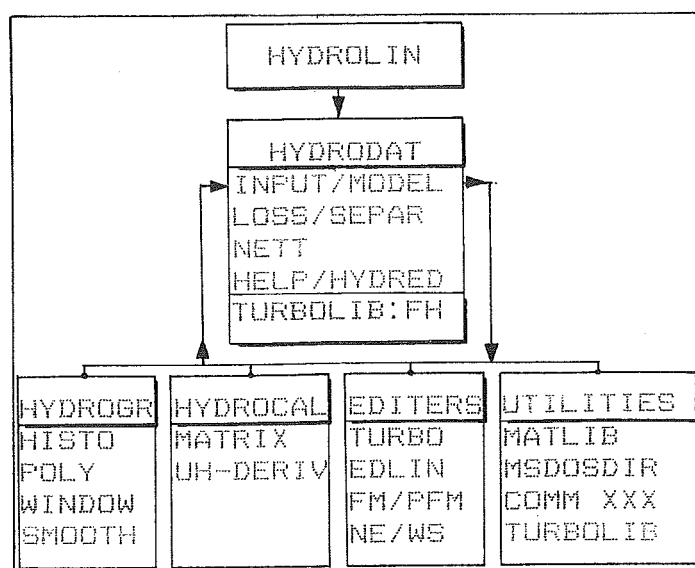 HYDROLIN
HYDRODAT
INPUT/MODEL
LOSS/SEPAR
NETT
HELP/HYDRED
TURBOLIB:FH
HYDROGR
HISTO
POLY
WINDOW
SMOOTH
HYDROCAL
MATRIX
UH-DERIV
EDITERS
TURBO
EDLIN
FM/PFM
NE/WS
UTILITIES
MATLIB
MSDOSDIR
COMM XXX
TURBOLIB